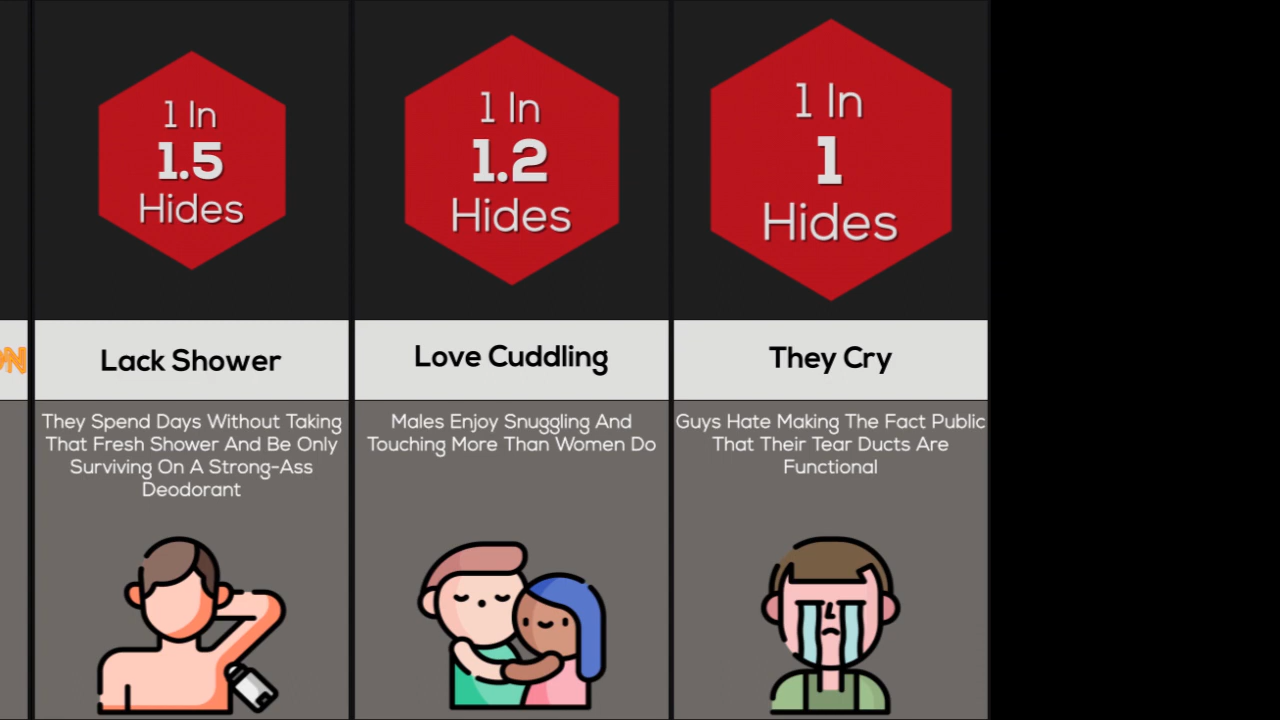 1 In
1.5
Hides
Lack Shower
They Spend Days Without Taking
That Fresh Shower And Be Only
Surviving On A Strong-Ass
Deodorant
1 In
1.2
Hides
Love Cuddling
Males Enjoy Snuggling And
Touching More Than Women Do
1 In
1
Hides
They Cry
Guys Hate Making The Fact Public
That Their Tear Ducts Are
Functional